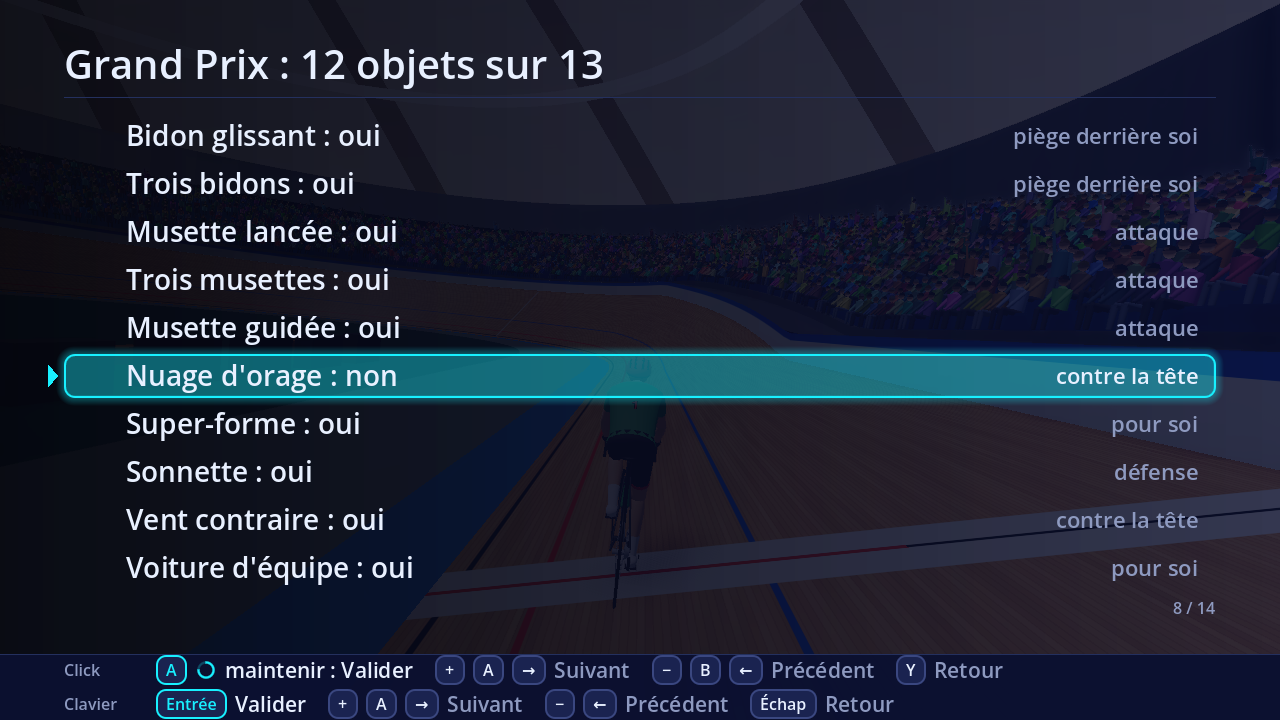 Grand Prix : 12 objets sur 13
Bidon glissant : oui piège derrière soi
Trois bidons : oui piège derrière soi
Musette lancée : oui attaque
Trois musettes : oui attaque
Musette guidée : oui attaque
Nuage d'orage : non contre la tête
Super-forme : oui pour soi
Sonnette : oui défense
Vent contraire : oui contre la tête
Voiture d'équipe : oui pour soi
8 / 14
Click A maintenir : Valider + A → Suivant − B ← Précédent Y Retour
Clavier Entrée Valider + A → Suivant − ← Précédent Échap Retour